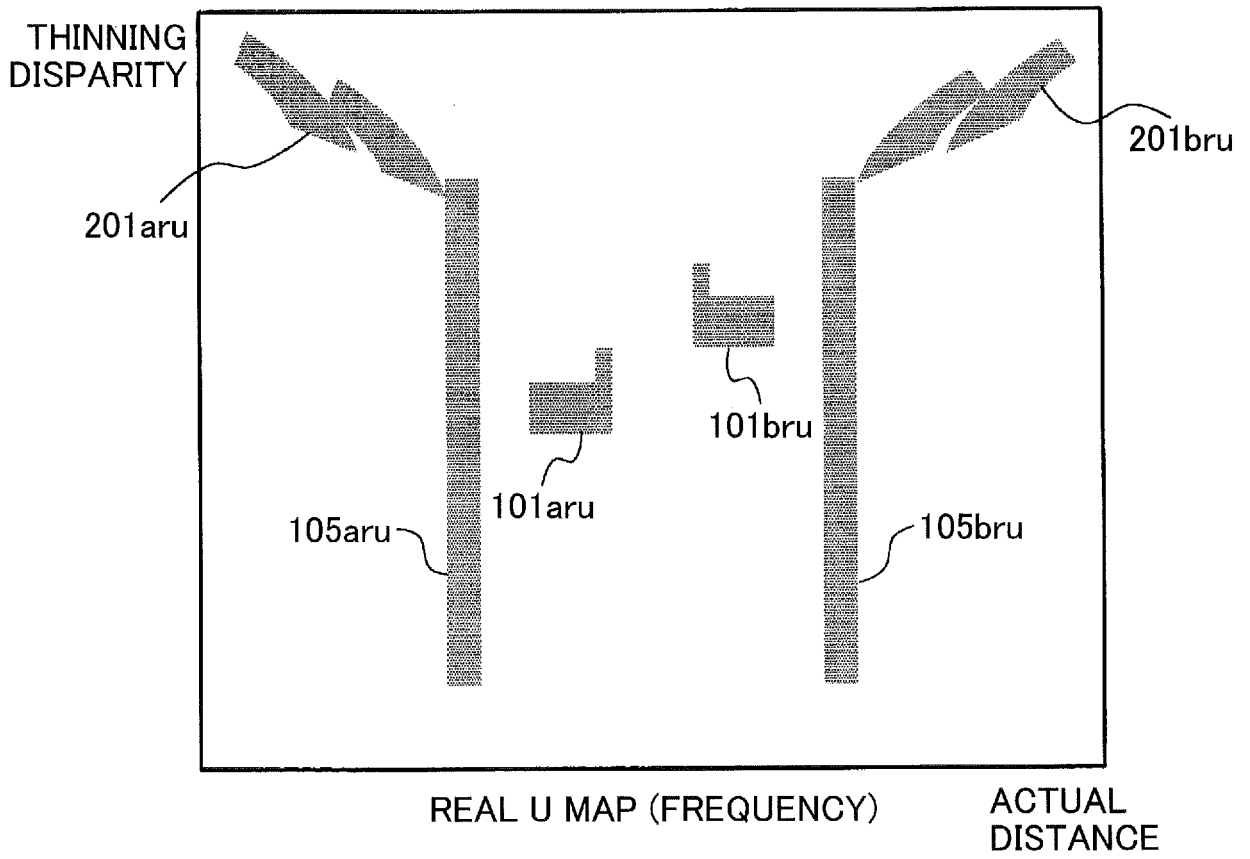 THINNING
DISPARITY
201bru
201aru
101bru
101aru
105aru
105bru
REAL U MAP (FREQUENCY)
ACTUAL
DISTANCE